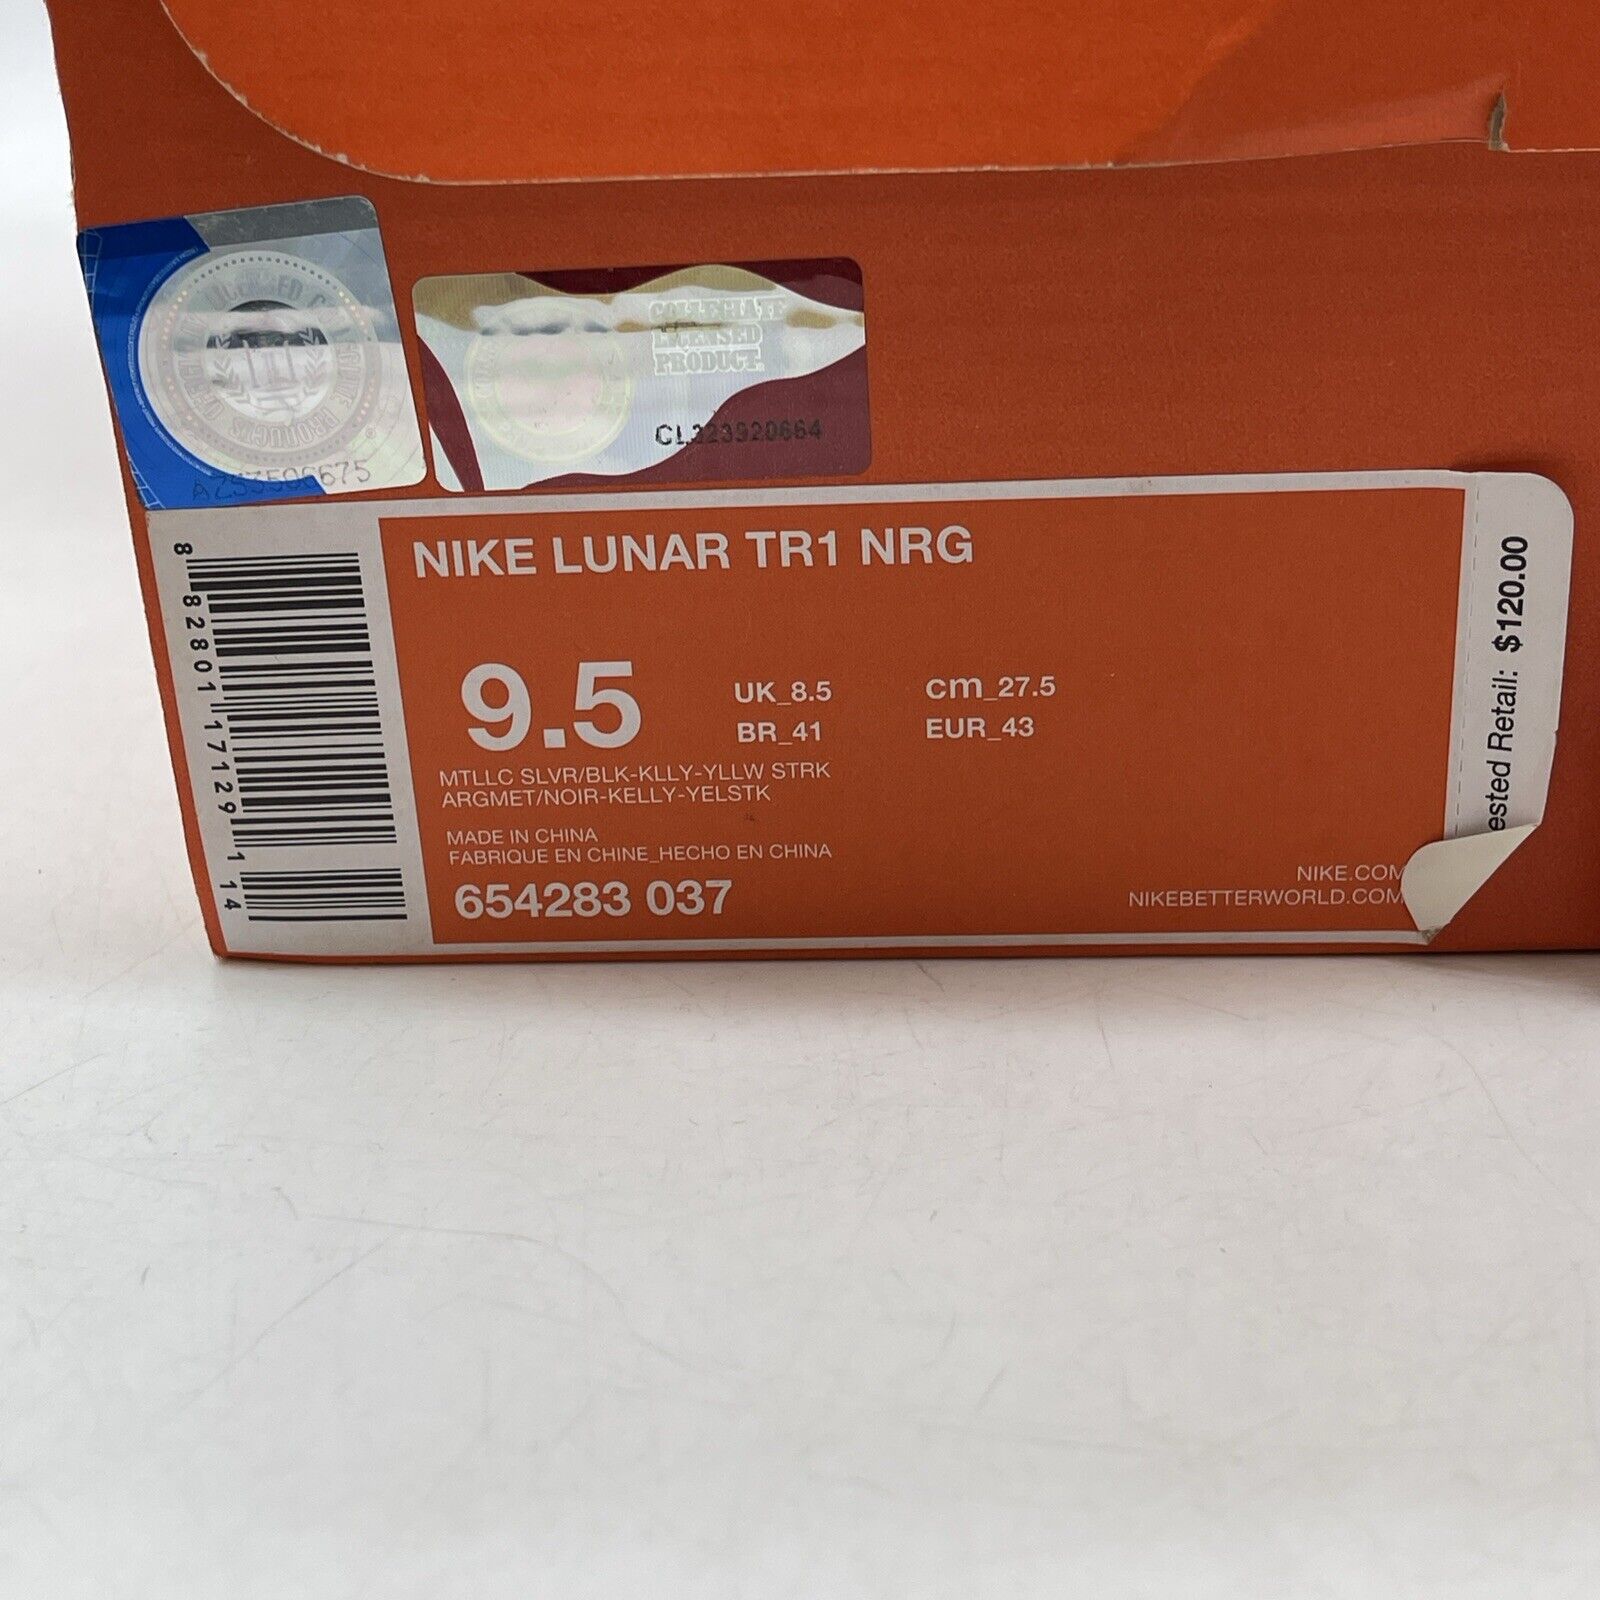 COLLEGIATE
LICENSED
PRODUCT
CL323920664
AZ53506675
8 82801 17129 1 14
NIKE LUNAR TR1 NRG
9.5
UK_8.5
cm_27.5
BR_41
EUR_43
MTLLC SLVR/BLK-KLLY-YLLW STRK
ARGMET/NOIR-KELLY-YELSTK
MADE IN CHINA
FABRIQUE EN CHINE_HECHO EN CHINA
654283 037
NIKE.COM
NIKEBETTERWORLD.COM
ested Retail: $120.00